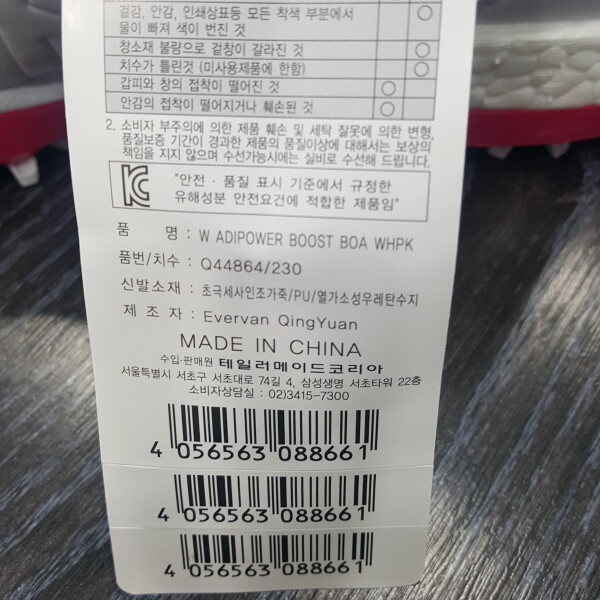 겉감, 안감, 인쇄상표등 모든 착색 부분에서
물이 빠져 색이 번진 것
창소재 불량으로 겉창이 갈라진 것
치수가 틀린것 (미사용제품에 한함)
갑피와 창의 접착이 떨어진 것
안감의 접착이 떨어지거나 훼손된 것
2. 소비자 부주의에 의한 제품 훼손 및 세탁 잘못에 의한 변형,
품질보증 기간이 경과한 제품의 품질이상에 대해서는 보상의
책임을 지지 않으며 수선가능시에는 실비로 수선해 드립니다.
"안전 · 품질 표시 기준에서 규정한
유해성분 안전요건에 적합한 제품임"
품 명 : W ADIPOWER BOOST BOA WHPK
품번/치수 : Q44864/230
신발소재 : 초극세사인조가죽/PU/열가소성우레탄수지
제 조 자 : Evervan QingYuan
MADE IN CHINA
수입·판매원 테일러메이드코리아
서울특별시 서초구 서초대로 74길 4, 삼성생명 서초타워 22층
소비자상담실 : 02)3415-7300
4 056563 088661
4 056563 088661
4 056563 088661